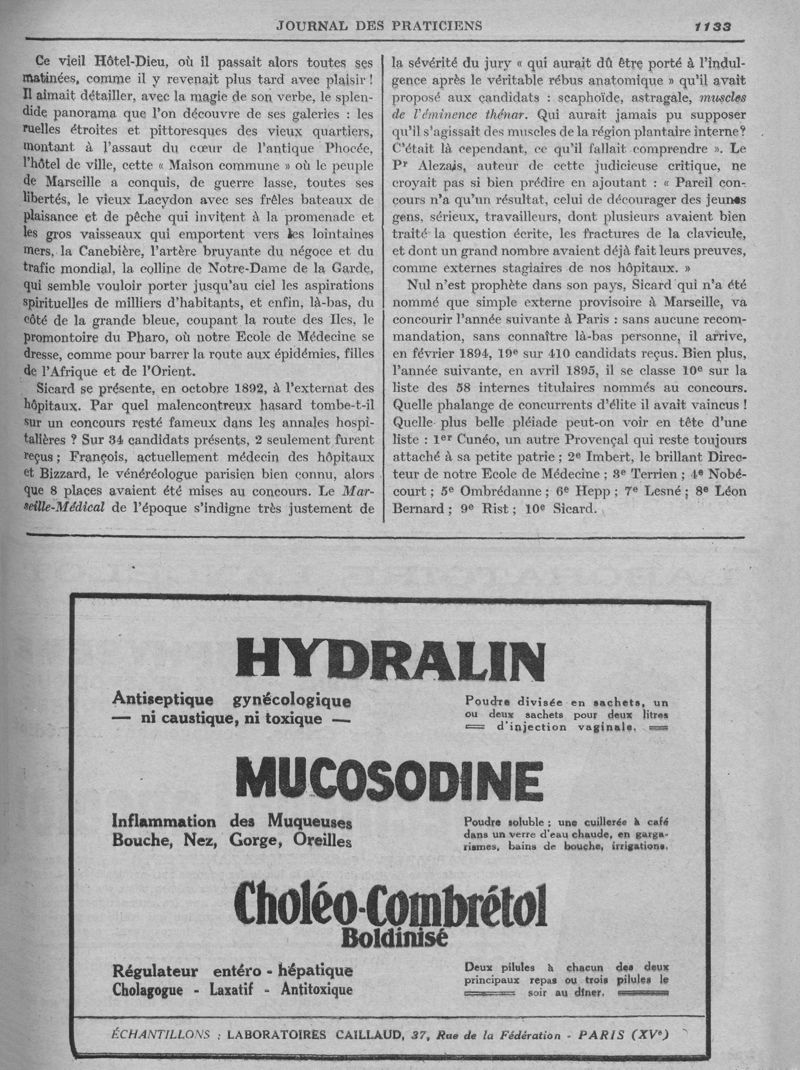 JOURNAL DES PRATICIENS
1133
Ce vieil Hôtel-Dieu, où il passait alors toutes ses
matinées, comme il y revenait plus tard avec plaisir !
Il aimait détailler, avec la magie de son verbe, le splen-
dide panorama que l'on découvre de ses galeries : les
ruelles étroites et pittoresques des vieux quartiers,
montant à l'assaut du cœur de l'antique Phocée,
l'hôtel de ville, cette « Maison commune » où le peuple
de Marseille a conquis, de guerre lasse, toutes ses
libertés, le vieux Lacydon avec ses frêles bateaux de
plaisance et de pêche qui invitent à la promenade et
les gros vaisseaux qui emportent vers les lointaines
mers, la Canebière, l'artère bruyante du négoce et du
trafic mondial, la colline de Notre-Dame de la Garde,
qui semble vouloir porter jusqu'au ciel les aspirations
spirituelles de milliers d'habitants, et enfin, là-bas, du
côté de la grande bleue, coupant la route des Iles, le
promontoire du Pharo, où notre Ecole de Médecine se
dresse, comme pour barrer la route aux épidémies, filles
de l'Afrique et de l'Orient.
Sicard se présente, en octobre 1892, à l'externat des
hôpitaux. Par quel malencontreux hasard tombe-t-il
sur un concours resté fameux dans les annales hospi-
talières ? Sur 34 candidats présents, 2 seulement furent
reçus ; François, actuellement médecin des hôpitaux
et Bizzard, le vénéréologue parisien bien connu, alors
que 8 places avaient été mises au concours. Le Mar-
seille-Médical de l'époque s'indigne très justement de
la sévérité du jury « qui aurait dû être porté à l'indul-
gence après le véritable rébus anatomique » qu'il avait
proposé aux candidats : scaphoïde, astragale, muscles
de l'éminence thénar. Qui aurait jamais pu supposer
qu'il s'agissait des muscles de la région plantaire interne?
C'était là cependant, ce qu'il fallait comprendre ». Le
Pr Alezais, auteur de cette judicieuse critique, ne
croyait pas si bien prédire en ajoutant : « Pareil con-
cours n'a qu'un résultat, celui de décourager des jeunes
gens, sérieux, travailleurs, dont plusieurs avaient bien
traité la question écrite, les fractures de la clavicule,
et dont un grand nombre avaient déjà fait leurs preuves,
comme externes stagiaires de nos hôpitaux. »
Nul n'est prophète dans son pays, Sicard qui n'a été
nommé que simple externe provisoire à Marseille, va
concourir l'année suivante à Paris : sans aucune recom-
mandation, sans connaître là-bas personne, il arrive,
en février 1894, 19e sur 410 candidats reçus. Bien plus,
l'année suivante, en avril 1895, il se classe 10e sur la
liste des 58 internes titulaires nommés au concours.
Quelle phalange de concurrents d'élite il avait vaincus !
Quelle plus belle pléiade peut-on voir en tête d'une
liste : 1er Cunéo, un autre Provençal qui reste toujours
attaché à sa petite patrie ; 2e Imbert, le brillant Direc-
teur de notre Ecole de Médecine ; 3e Terrien ; 4e Nobé-
court ; 5e Ombrédanne ; 6e Hepp ; 7e Lesné ; 8e Léon
Bernard ; 9e Rist ; 10e Sicard.
HYDRALIN
Antiseptique gynécologique
— ni caustique, ni toxique —
Poudre divisée en sachets, un
ou deux sachets pour deux litres
d'injection vaginale.
MUCOSODINE
Inflammation des Muqueuses
Bouche, Nez, Gorge, Oreilles
Poudre soluble ; une cuillerée à café
dans un verre d'eau chaude, en garga-
rismes, bains de bouche, irrigations.
Choléo-Combrétol
Boldinisé
Régulateur entéro - hépatique
Cholagogue - Laxatif - Antitoxique
Deux pilules à chacun des deux
principaux repas ou trois pilules le
soir au dîner.
ÉCHANTILLONS : LABORATOIRES CAILLAUD, 37, Rue de la Fédération - PARIS (XVe)